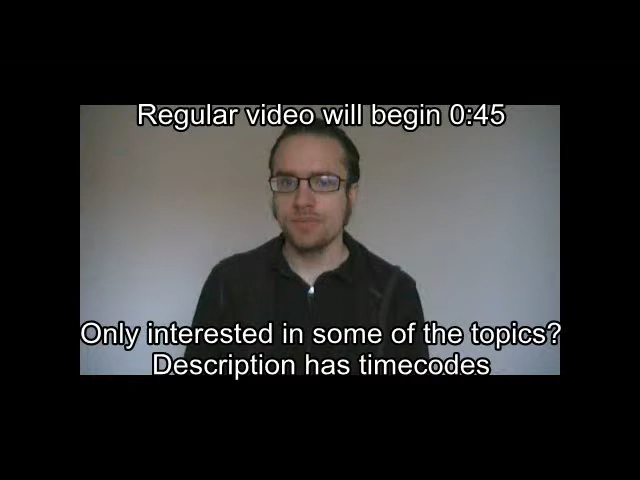 Regular video will begin 0:45
Only interested in some of the topics?
Description has timecodes